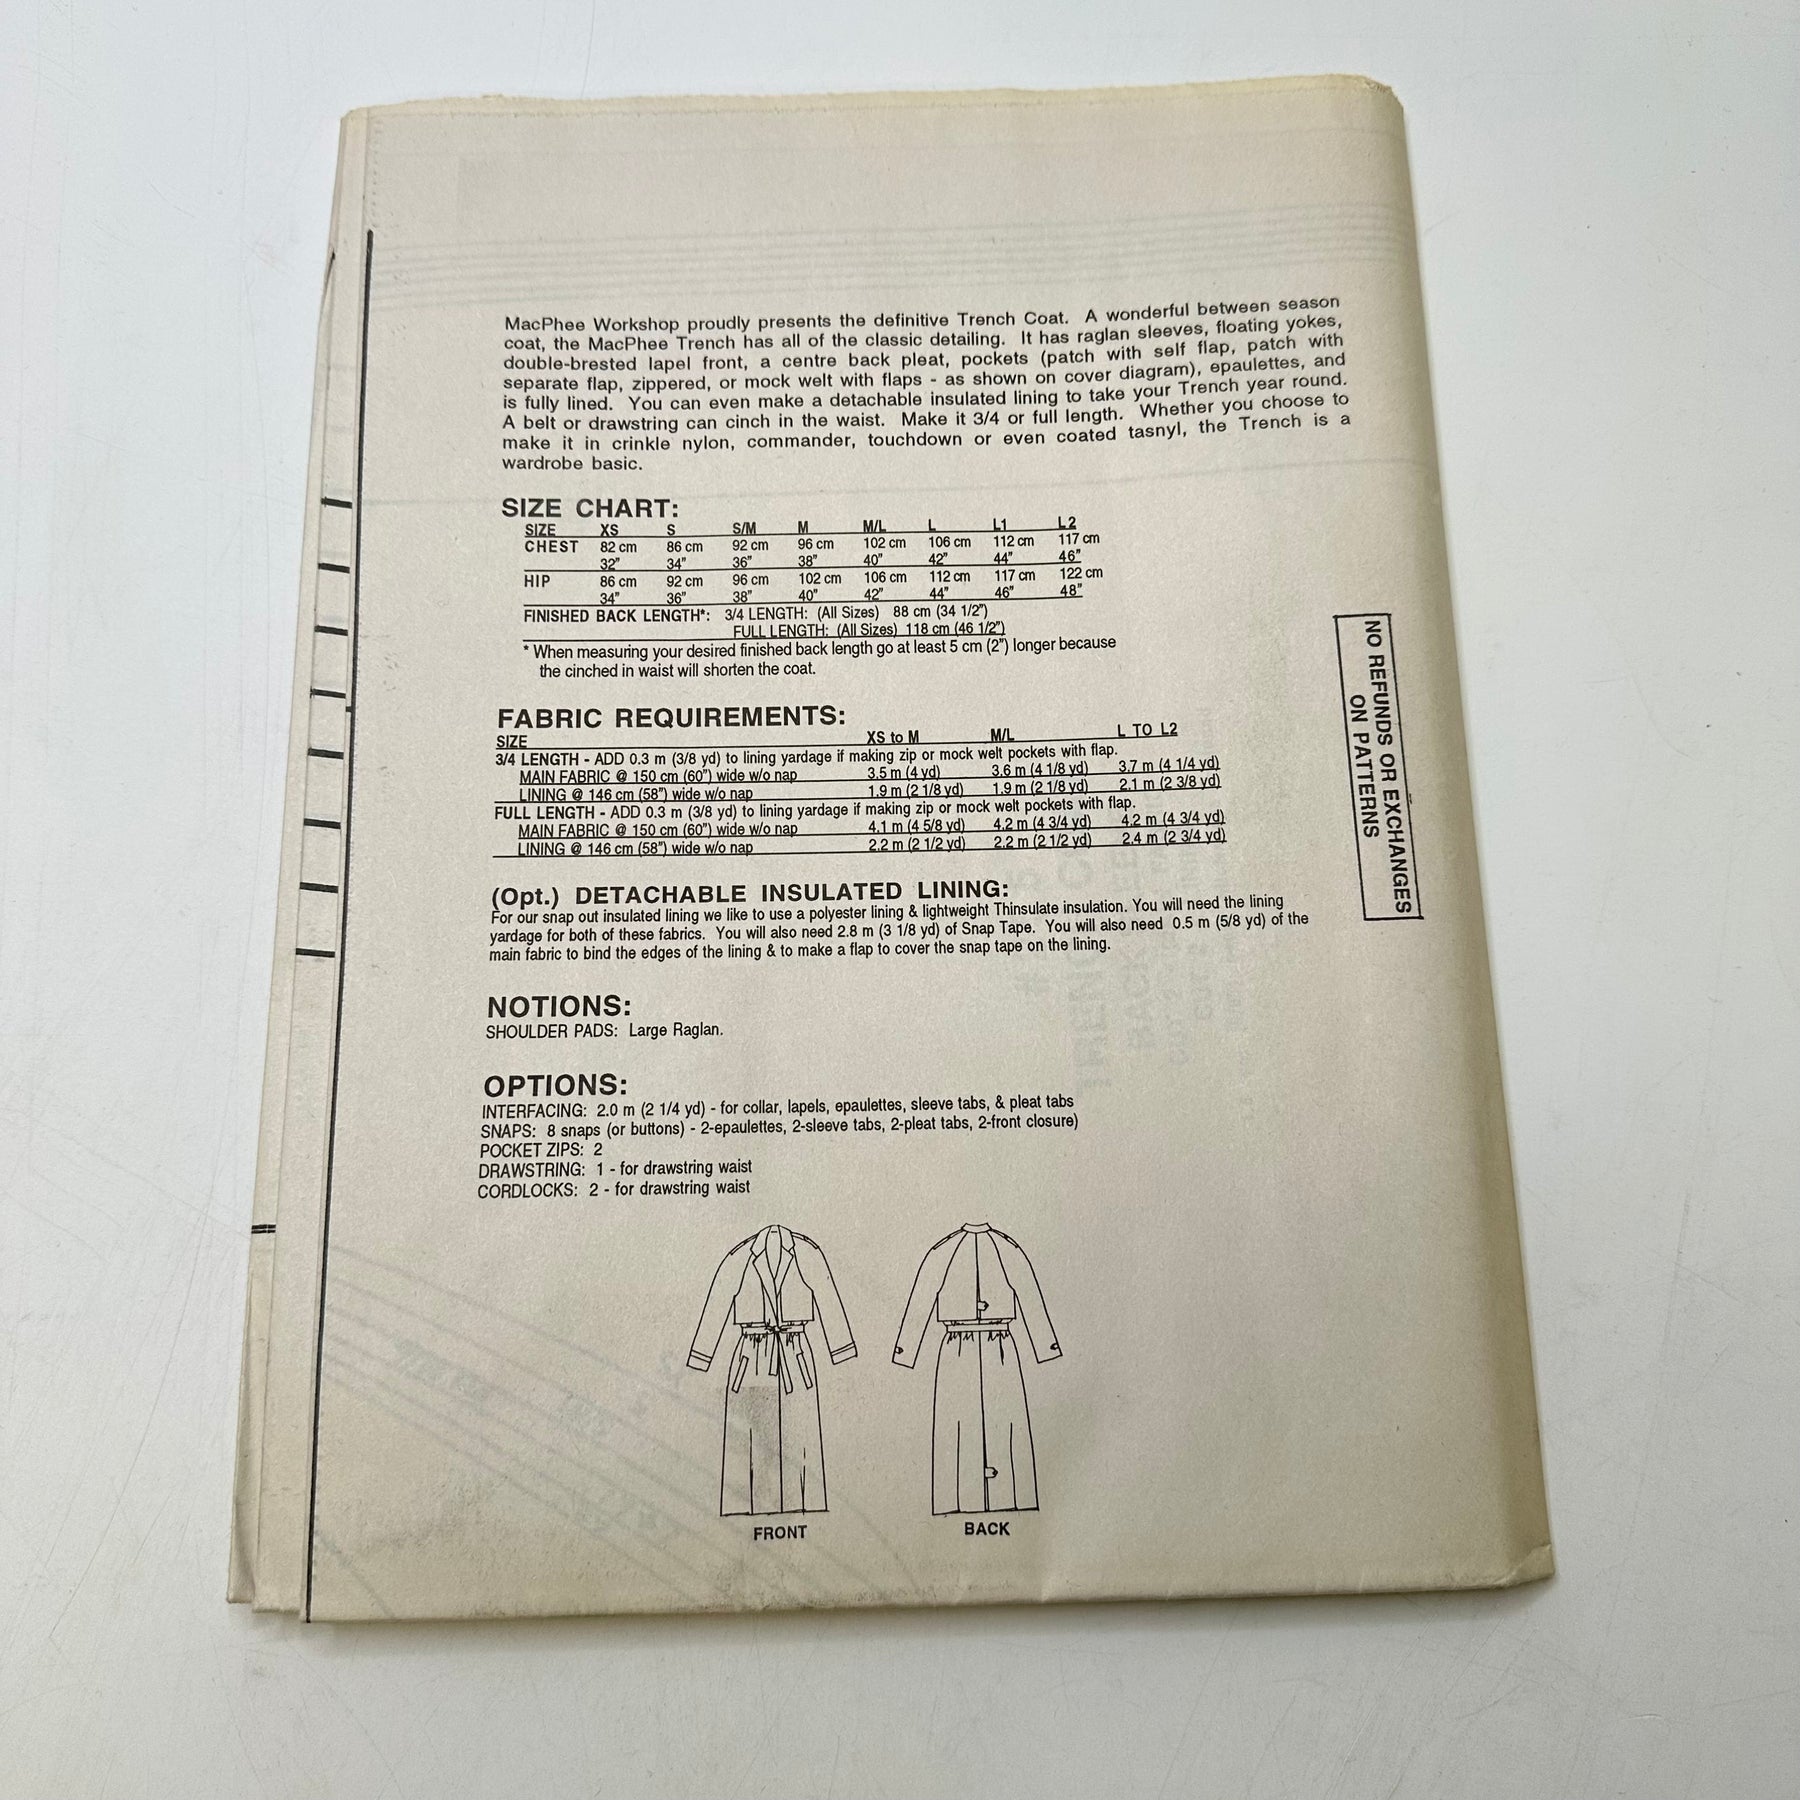 MacPhee Workshop proudly presents the definitive Trench Coat. A wonderful between season
coat, the MacPhee Trench has all of the classic detailing. It has raglan sleeves, floating yokes,
double-brested lapel front, a centre back pleat, pockets (patch with self flap, patch with
separate flap, zippered, or mock welt with flaps - as shown on cover diagram), epaulettes, and
is fully lined. You can even make a detachable insulated lining to take your Trench year round.
A belt or drawstring can cinch in the waist. Make it 3/4 or full length. Whether you choose to
make it in crinkle nylon, commander, touchdown or even coated tasnyl, the Trench is a
wardrobe basic.
SIZE CHART:
SIZE XS S S/M M M/L L L1 L2
CHEST 82 cm 86 cm 92 cm 96 cm 102 cm 106 cm 112 cm 117 cm
32" 34" 36" 38" 40" 42" 44" 46"
HIP 86 cm 92 cm 96 cm 102 cm 106 cm 112 cm 117 cm 122 cm
34" 36" 38" 40" 42" 44" 46" 48"
FINISHED BACK LENGTH*: 3/4 LENGTH: (All Sizes) 88 cm (34 1/2")
FULL LENGTH: (All Sizes) 118 cm (46 1/2")
* When measuring your desired finished back length go at least 5 cm (2") longer because
the cinched in waist will shorten the coat.
FABRIC REQUIREMENTS:
SIZE XS to M M/L L TO L2
3/4 LENGTH - ADD 0.3 m (3/8 yd) to lining yardage if making zip or mock welt pockets with flap.
MAIN FABRIC @ 150 cm (60") wide w/o nap 3.5 m (4 yd) 3.6 m (4 1/8 yd) 3.7 m (4 1/4 yd)
LINING @ 146 cm (58") wide w/o nap 1.9 m (2 1/8 yd) 1.9 m (2 1/8 yd) 2.1 m (2 3/8 yd)
FULL LENGTH - ADD 0.3 m (3/8 yd) to lining yardage if making zip or mock welt pockets with flap.
MAIN FABRIC @ 150 cm (60") wide w/o nap 4.1 m (4 5/8 yd) 4.2 m (4 3/4 yd) 4.2 m (4 3/4 yd)
LINING @ 146 cm (58") wide w/o nap 2.2 m (2 1/2 yd) 2.2 m (2 1/2 yd) 2.4 m (2 3/4 yd)
(Opt.) DETACHABLE INSULATED LINING:
For our snap out insulated lining we like to use a polyester lining & lightweight Thinsulate insulation. You will need the lining
yardage for both of these fabrics. You will also need 2.8 m (3 1/8 yd) of Snap Tape. You will also need 0.5 m (5/8 yd) of the
main fabric to bind the edges of the lining & to make a flap to cover the snap tape on the lining.
NOTIONS:
SHOULDER PADS: Large Raglan.
OPTIONS:
INTERFACING: 2.0 m (2 1/4 yd) - for collar, lapels, epaulettes, sleeve tabs, & pleat tabs
SNAPS: 8 snaps (or buttons) - 2-epaulettes, 2-sleeve tabs, 2-pleat tabs, 2-front closure)
POCKET ZIPS: 2
DRAWSTRING: 1 - for drawstring waist
CORDLOCKS: 2 - for drawstring waist
FRONT BACK
NO REFUNDS OR EXCHANGES
ON PATTERNS